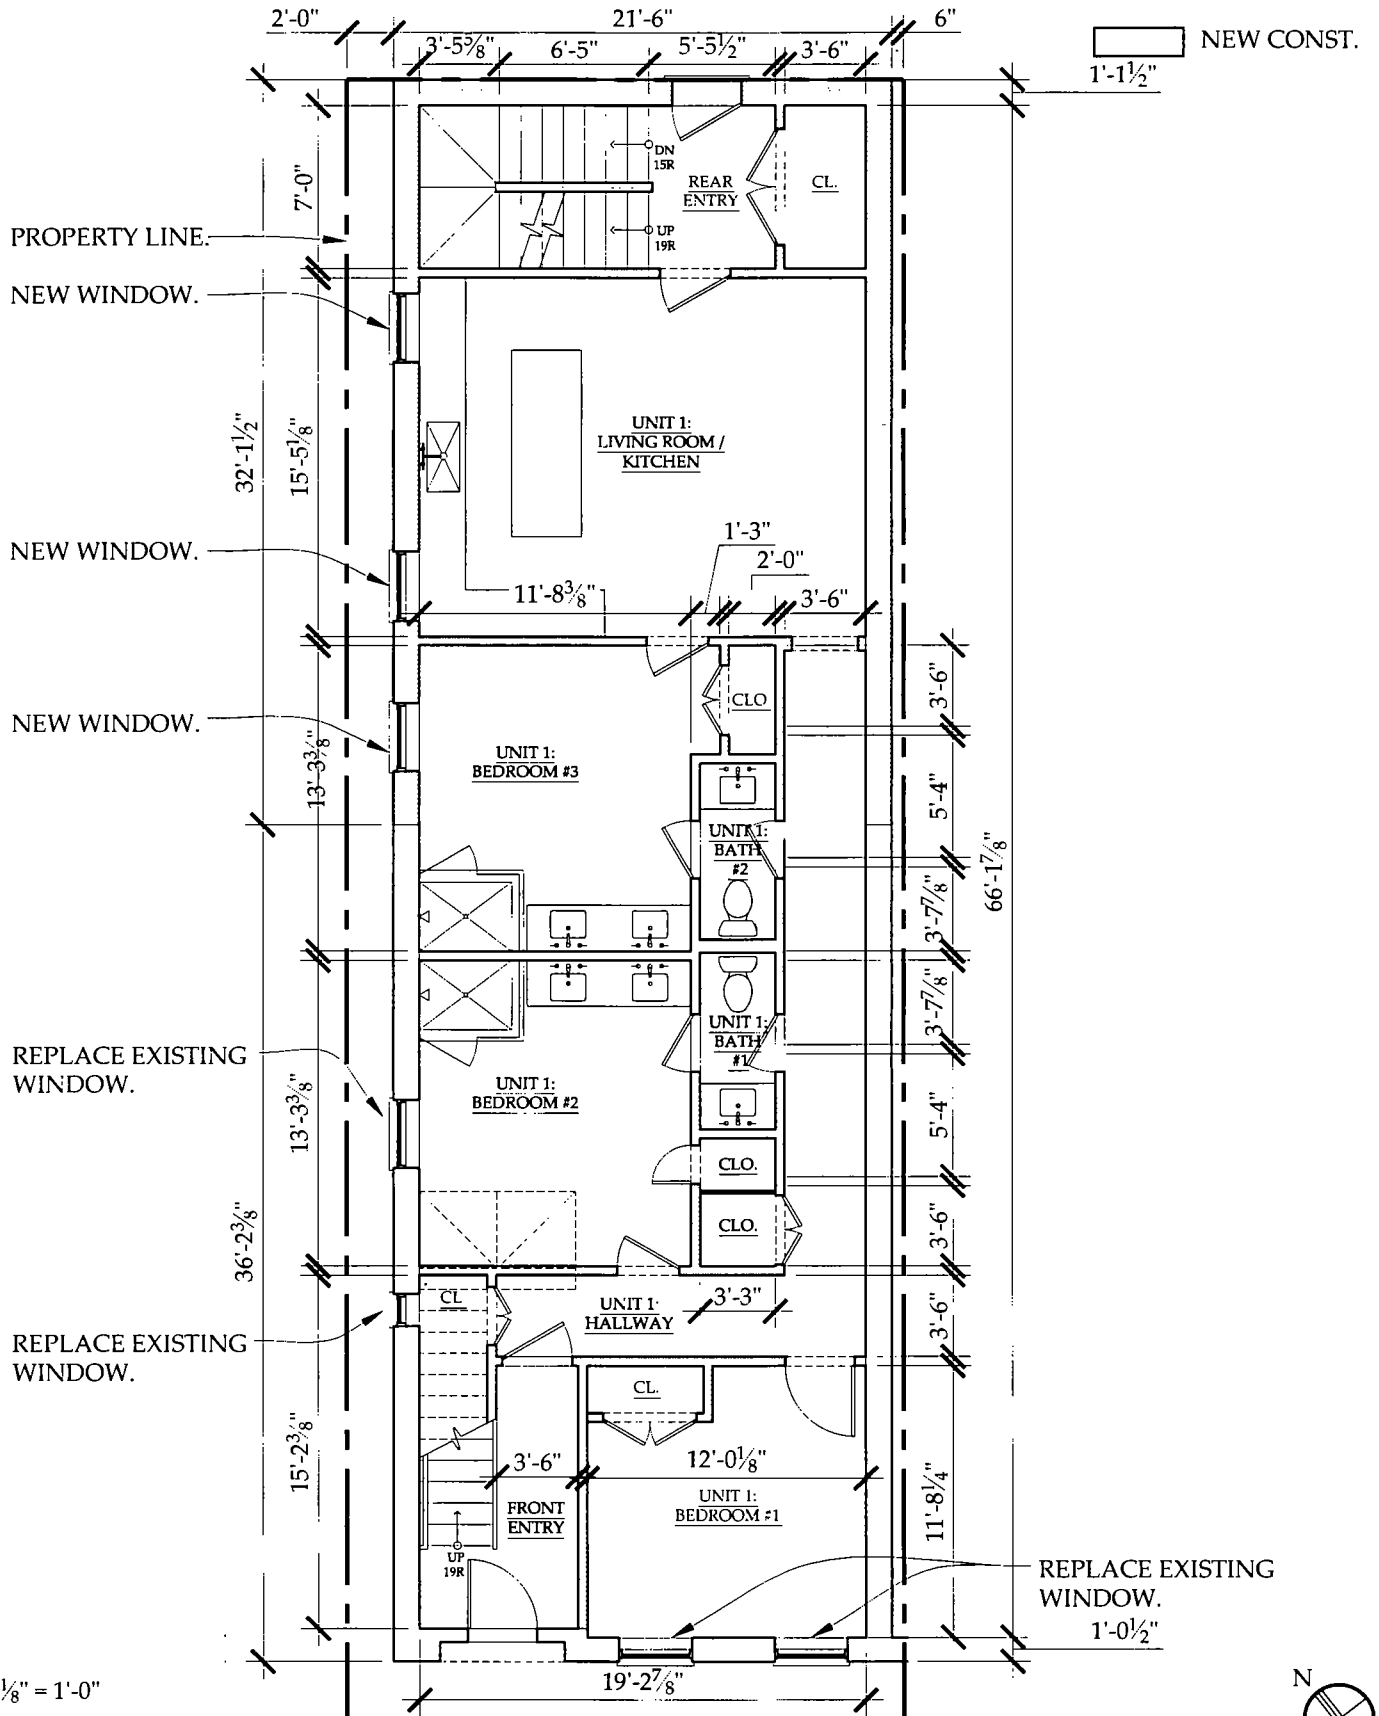 2'-0"
21'-6"
6"
3'-5⅝"
6'-5"
5'-5½"
3'-6"
NEW CONST.
1'-1½"
DN
15R
REAR
ENTRY
CL.
7'-0"
UP
19R
PROPERTY LINE.
NEW WINDOW.
UNIT 1:
LIVING ROOM /
KITCHEN
32'-1½"
15'-5⅛"
NEW WINDOW.
1'-3"
2'-0"
11'-8⅜"
3'-6"
3'-6"
CLO
NEW WINDOW.
13'-3⅜"
UNIT 1:
BEDROOM #3
5'-4"
UNIT 1:
BATH
#2
66'-1⅞"
3'-7⅞"
3'-7⅞"
UNIT 1:
BATH
#1
REPLACE EXISTING
WINDOW.
UNIT 1:
BEDROOM #2
13'-3⅜"
5'-4"
CLO.
CLO.
3'-6"
36'-2⅜"
CL
UNIT 1:
HALLWAY
3'-3"
3'-6"
REPLACE EXISTING
WINDOW.
CL.
15'-2⅜"
3'-6"
12'-0⅛"
UNIT 1:
BEDROOM #1
FRONT
ENTRY
11'-8¼"
UP
19R
REPLACE EXISTING
WINDOW.
1'-0½"
19'-2⅞"
⅛" = 1'-0"
N